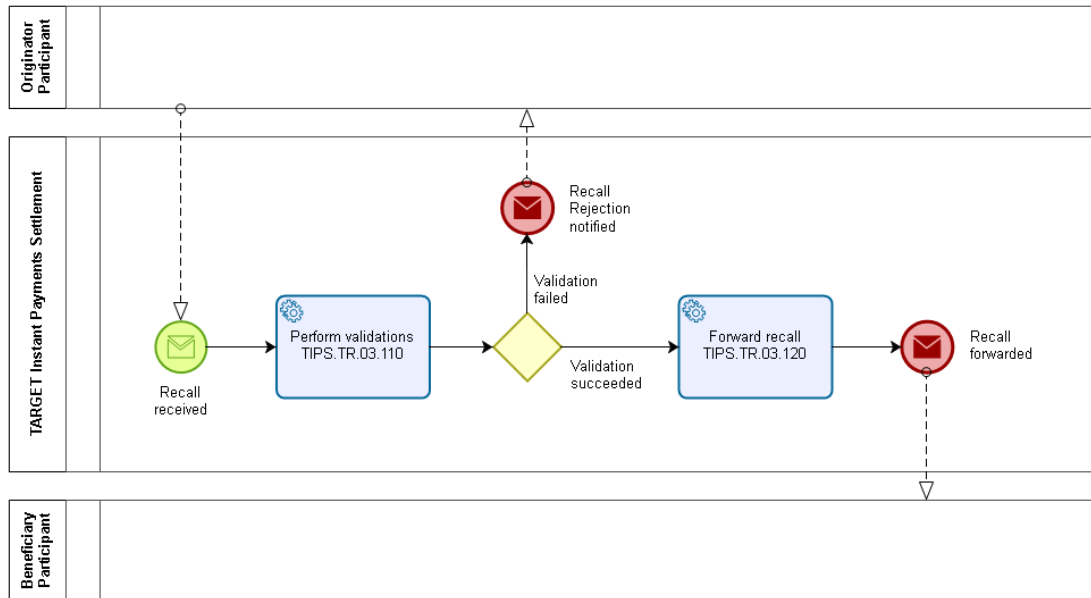 Originator
Participant
TARGET Instant Payments Settlement
Recall
Rejection
notified
Validation
failed
Perform validations
TIPS.TR.03.110
Forward recall
TIPS.TR.03.120
Recall
forwarded
Validation
succeeded
Recall
received
Beneficiary
Participant